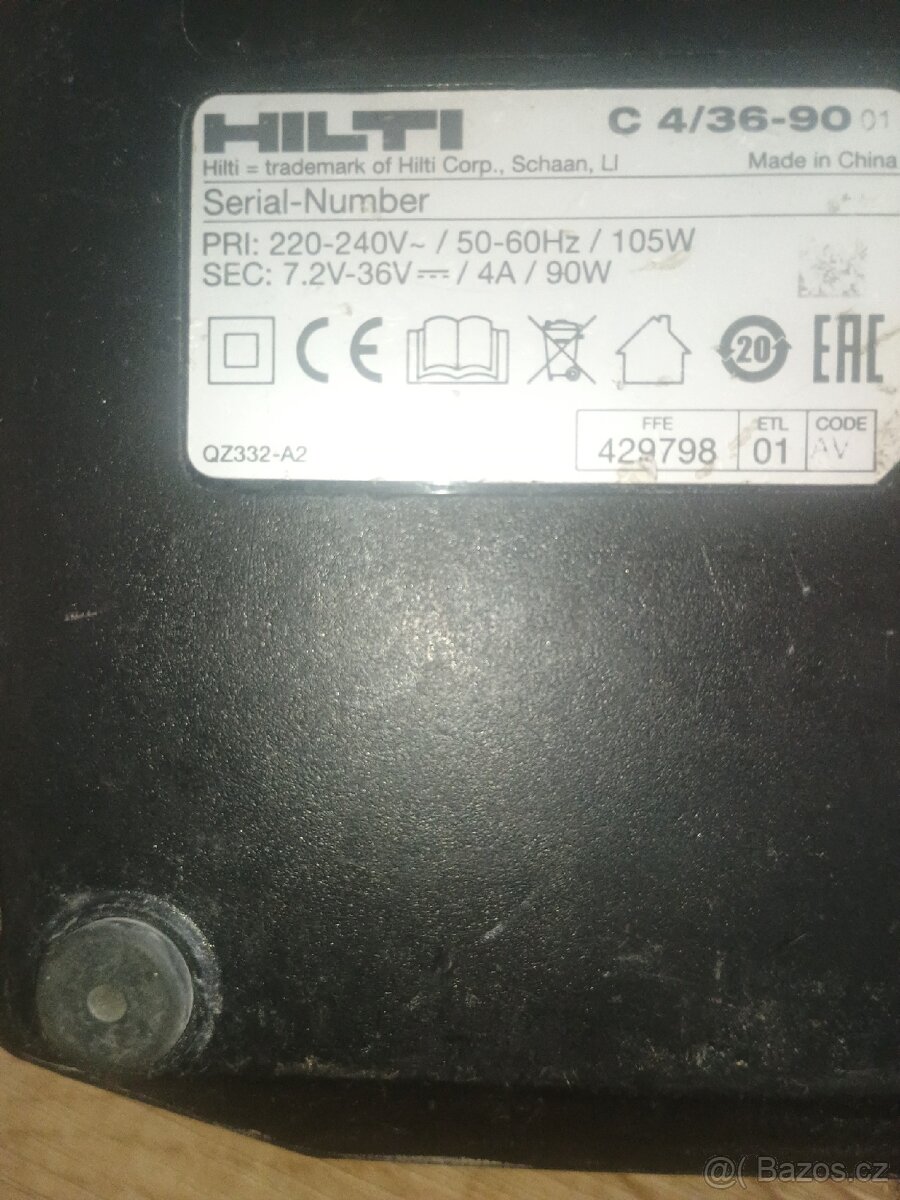 HILTI C 4/36-90 01
Hilti = trademark of Hilti Corp., Schaan, LI Made in China
Serial-Number
PRI: 220-240V~ / 50-60Hz / 105W
SEC: 7.2V-36V⎓ / 4A / 90W
CE 20 EAC
FFE ETL CODE
QZ332-A2 429798 01 AV
@( Bazos.cz